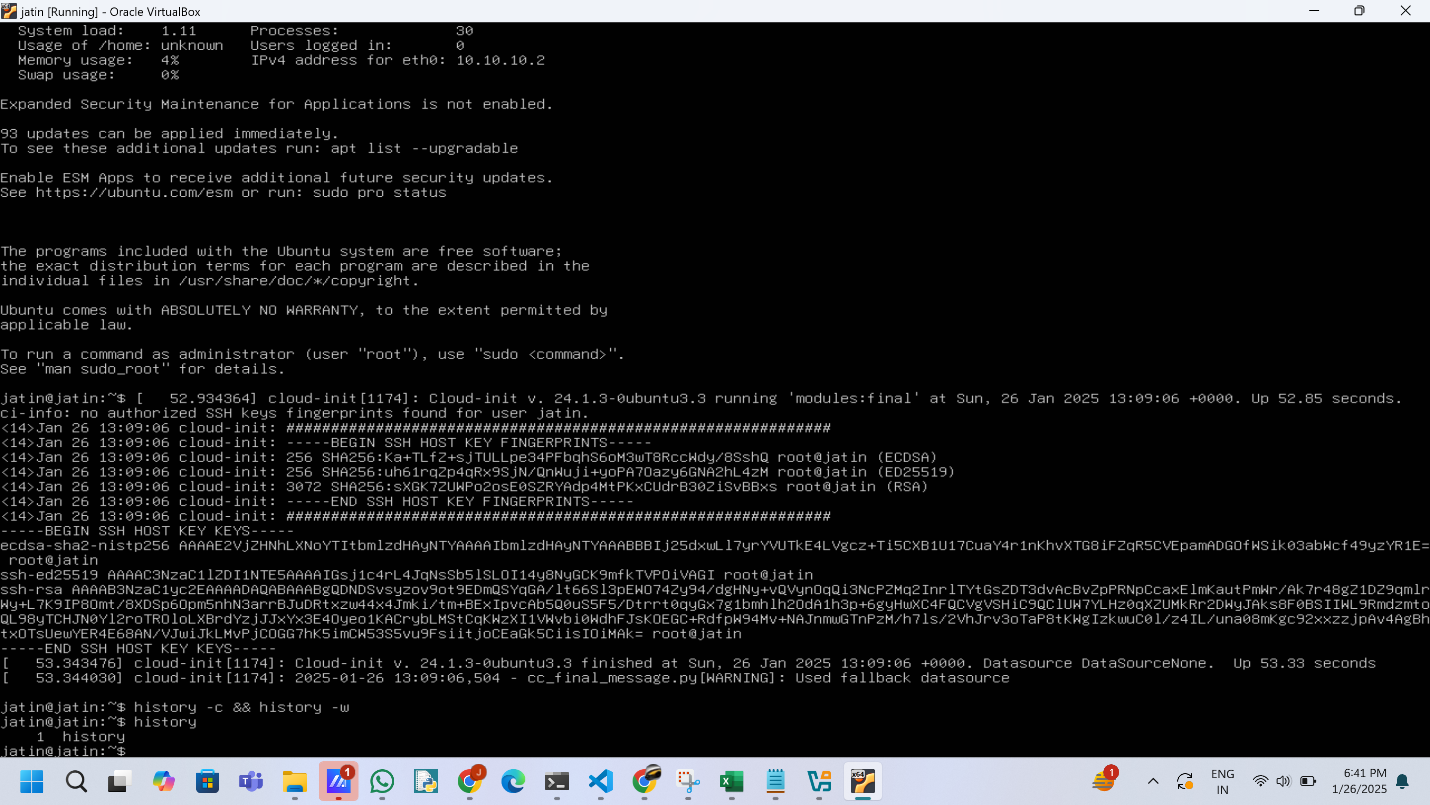 jatin [Running] - Oracle VirtualBox
System load: 1.11 Processes: 30
Usage of /home: unknown Users logged in: 0
Memory usage: 4% IPv4 address for eth0: 10.10.10.2
Swap usage: 0%
Expanded Security Maintenance for Applications is not enabled.
93 updates can be applied immediately.
To see these additional updates run: apt list --upgradable
Enable ESM Apps to receive additional future security updates.
See https://ubuntu.com/esm or run: sudo pro status
The programs included with the Ubuntu system are free software;
the exact distribution terms for each program are described in the
individual files in /usr/share/doc/*/copyright.
Ubuntu comes with ABSOLUTELY NO WARRANTY, to the extent permitted by
applicable law.
To run a command as administrator (user "root"), use "sudo <command>".
See "man sudo_root" for details.
jatin@jatin:~$ [   52.934364] cloud-init[1174]: Cloud-init v. 24.1.3-0ubuntu3.3 running 'modules:final' at Sun, 26 Jan 2025 13:09:06 +0000. Up 52.85 seconds.
ci-info: no authorized SSH keys fingerprints found for user jatin.
<14>Jan 26 13:09:06 cloud-init: #############################################################
<14>Jan 26 13:09:06 cloud-init: -----BEGIN SSH HOST KEY FINGERPRINTS-----
<14>Jan 26 13:09:06 cloud-init: 256 SHA256:Ka+TLfZ+sjTULLpe34PFbqhS6oM3wT8RccWdy/8SshQ root@jatin (ECDSA)
<14>Jan 26 13:09:06 cloud-init: 256 SHA256:uh61rqZp4qRx9SjN/QnWuji+yoPA7Oazy6GNA2hL4zM root@jatin (ED25519)
<14>Jan 26 13:09:06 cloud-init: 3072 SHA256:sXGK7ZUWPo2osE0SZRYAdp4MtPKxCUdrB30ZiSvBBxs root@jatin (RSA)
<14>Jan 26 13:09:06 cloud-init: -----END SSH HOST KEY FINGERPRINTS-----
<14>Jan 26 13:09:06 cloud-init: #############################################################
-----BEGIN SSH HOST KEY KEYS-----
ecdsa-sha2-nistp256
root@jatin
ssh-ed25519 root@jatin
ssh-rsa
root@jatin
-----END SSH HOST KEY KEYS-----
[   53.343476] cloud-init[1174]: Cloud-init v. 24.1.3-0ubuntu3.3 finished at Sun, 26 Jan 2025 13:09:06 +0000. Datasource DataSourceNone.  Up 53.33 seconds
[   53.344030] cloud-init[1174]: 2025-01-26 13:09:06,504 - cc_final_message.py[WARNING]: Used fallback datasource
jatin@jatin:~$ history -c && history -w
jatin@jatin:~$ history
1  history
jatin@jatin:~$
1
J
X64
1
ENG
IN
6:41 PM
1/26/2025